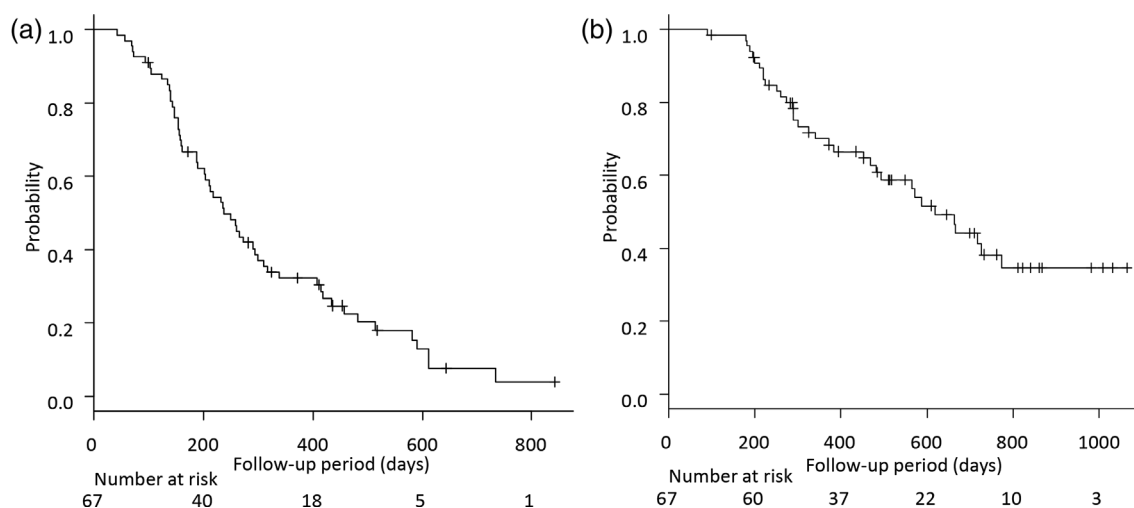 (a)
Probability
1.0
0.8
0.6
0.4
0.2
0.0
0 200 400 600 800
Follow-up period (days)
Number at risk
67 40 18 5 1
(b)
Probability
1.0
0.8
0.6
0.4
0.2
0.0
0 200 400 600 800 1000
Follow-up period (days)
Number at risk
67 60 37 22 10 3